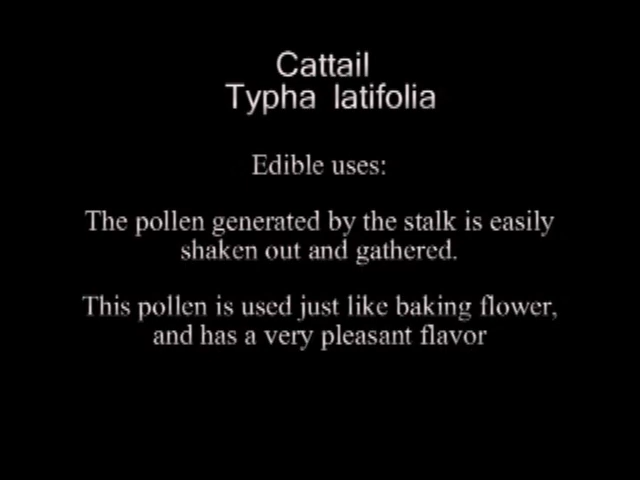 Cattail
Typha latifolia
Edible uses:
The pollen generated by the stalk is easily
shaken out and gathered.
This pollen is used just like baking flower,
and has a very pleasant flavor